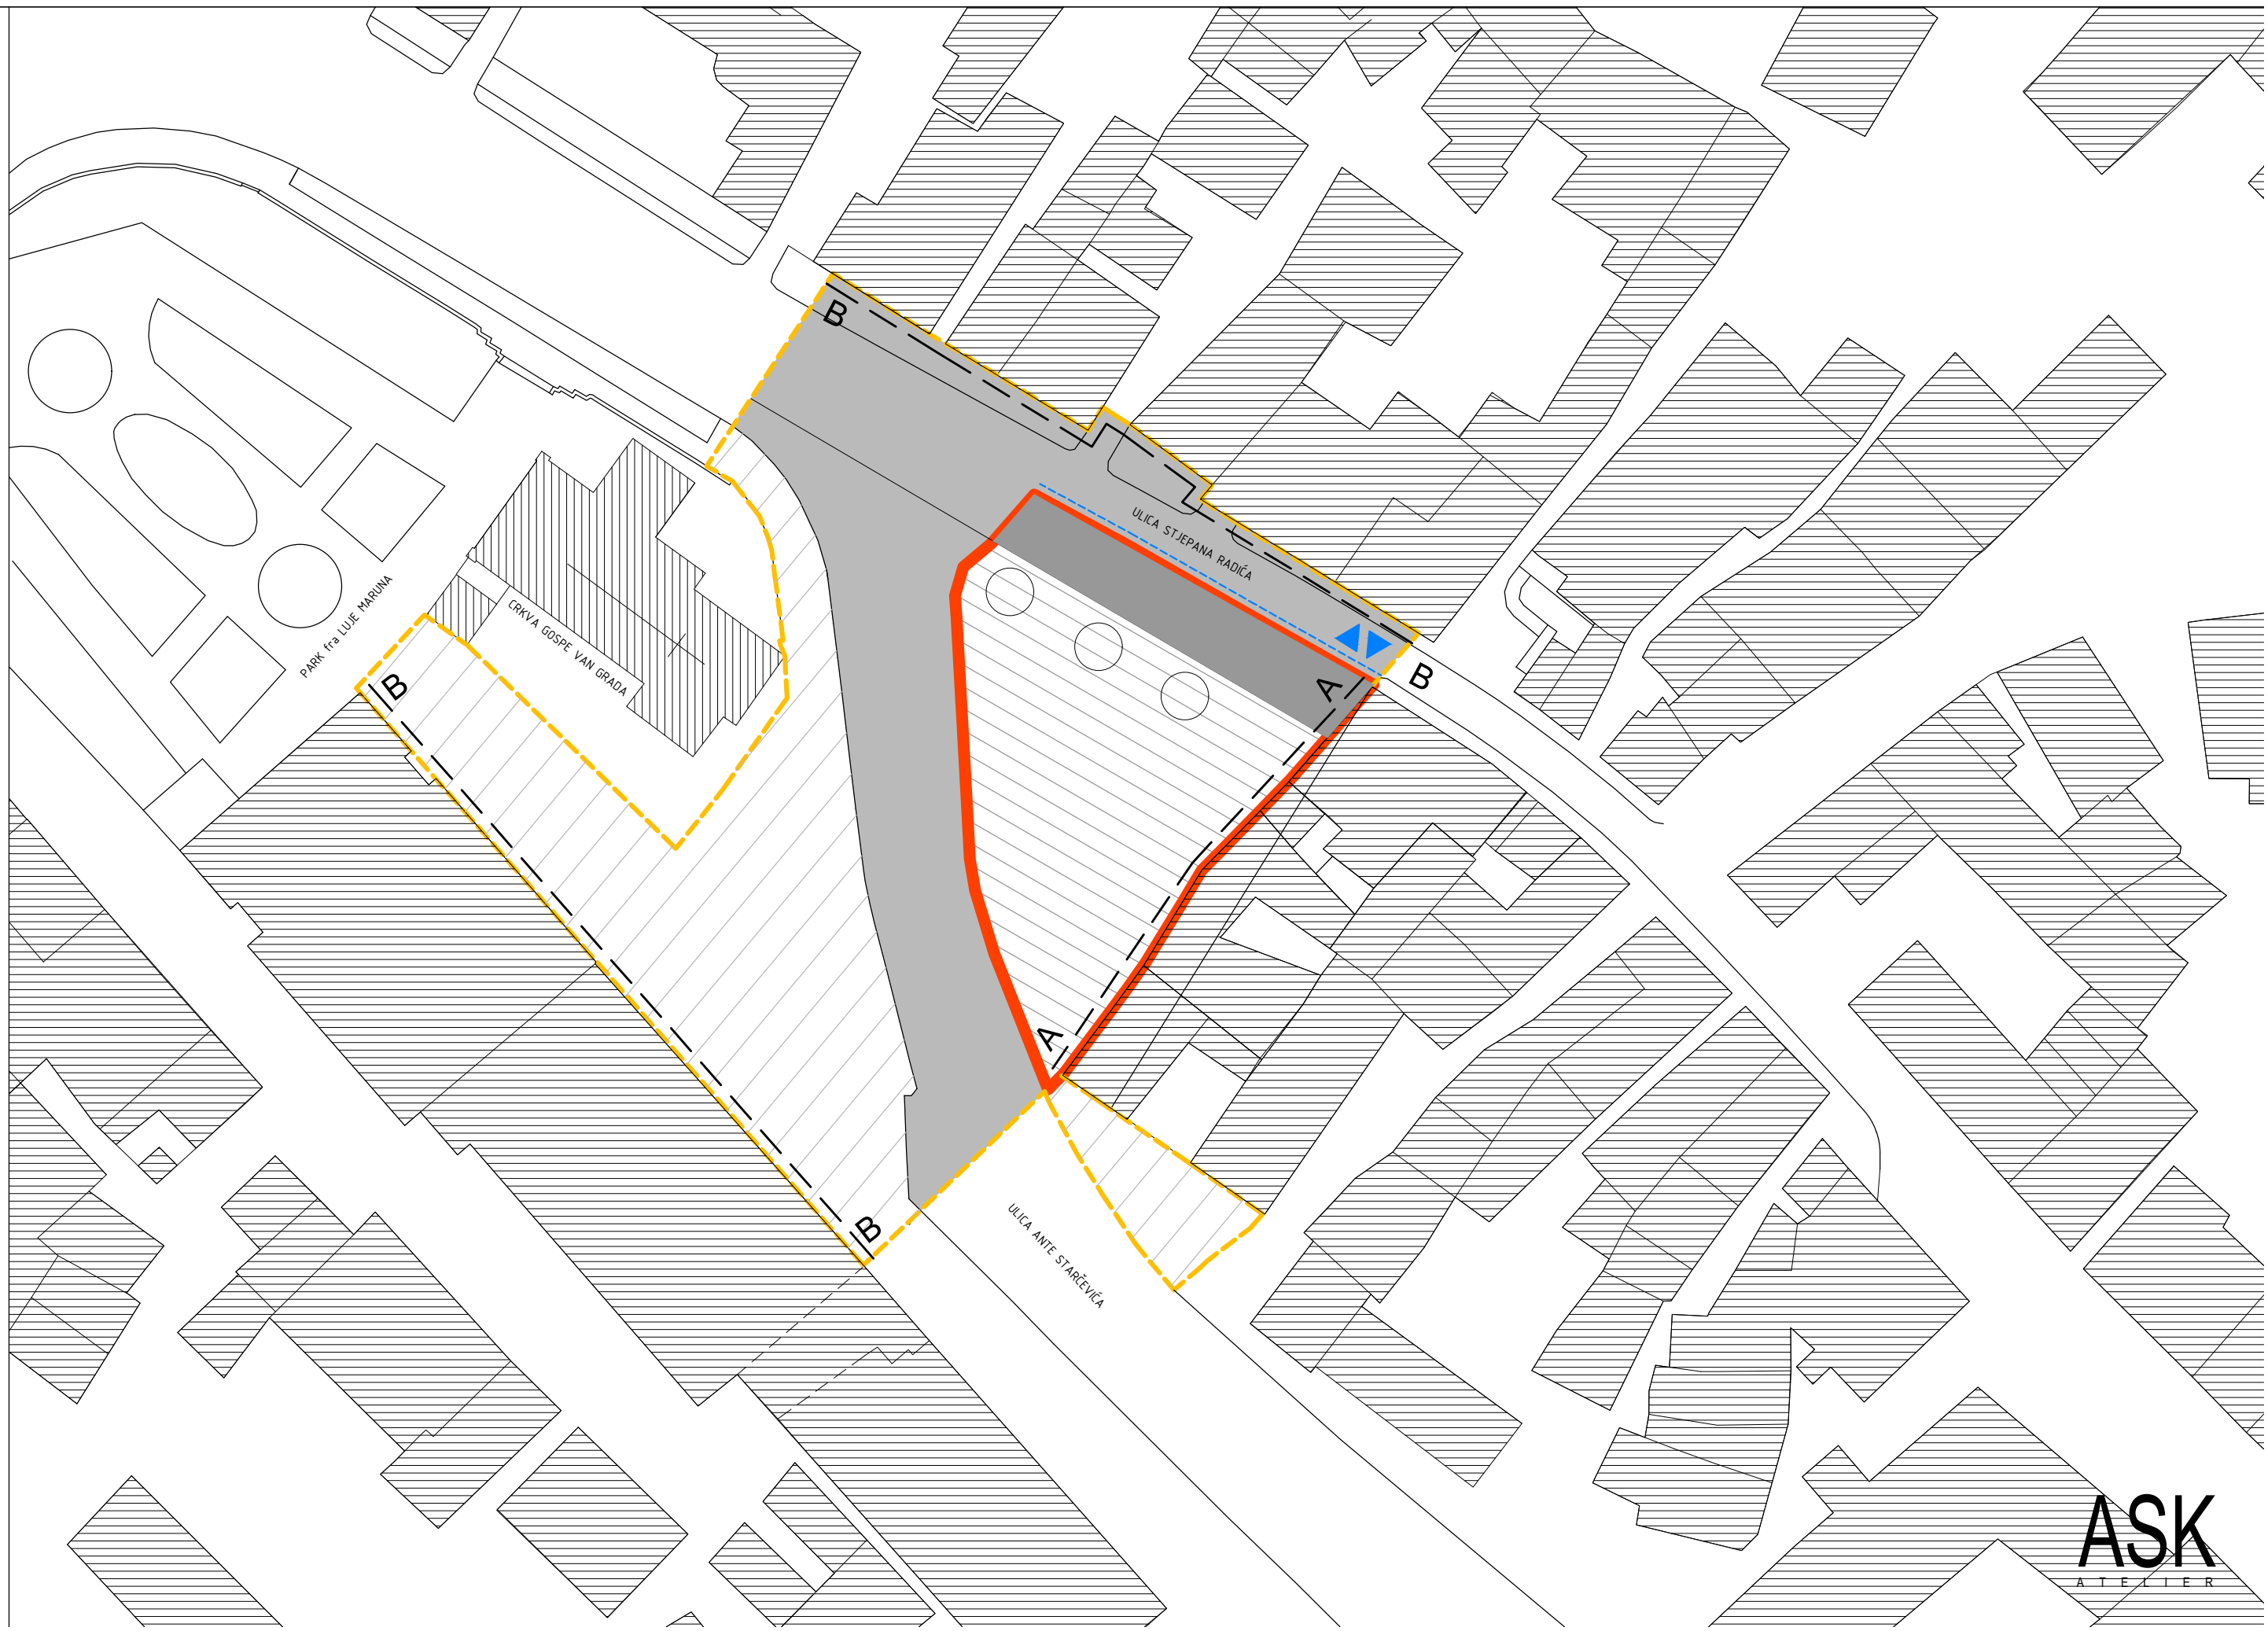 B
ULICA STJEPANA RADIĆA
PARK fra LUJE MARUNA
CRKVA GOSPE VAN GRADA
B
A
B
A
B
ULICA ANTE STARČEVIĆA
ASK
ATELIER